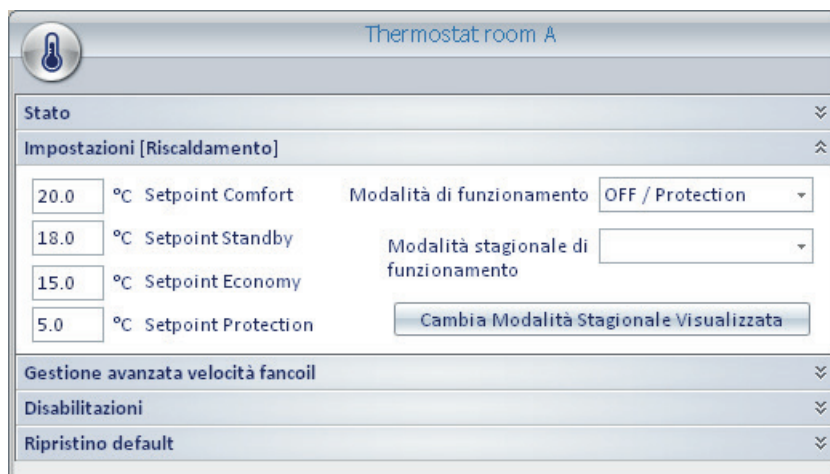 Thermostat room A
Stato
Impostazioni [Riscaldamento]
20.0 °C Setpoint Comfort Modalità di funzionamento OFF / Protection
18.0 °C Setpoint Standby Modalità stagionale di
funzionamento
15.0 °C Setpoint Economy
5.0 °C Setpoint Protection Cambia Modalità Stagionale Visualizzata
Gestione avanzata velocità fancoil
Disabilitazioni
Ripristino default